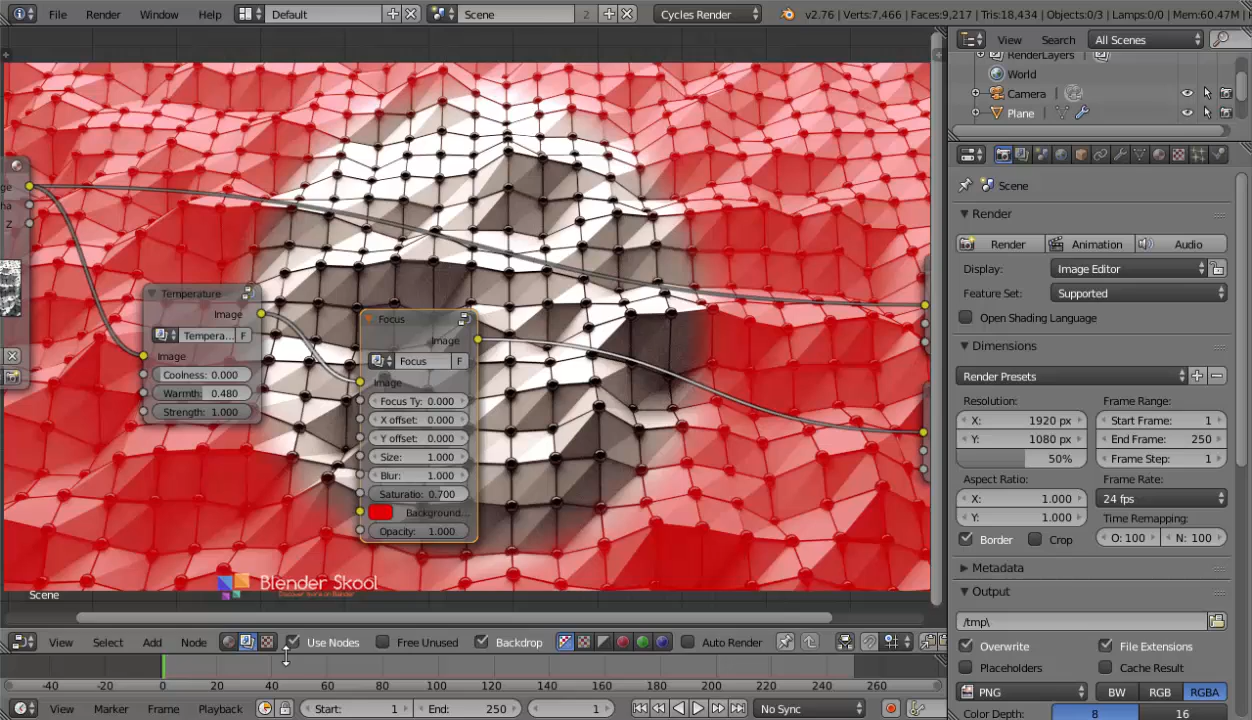 File Render Window Help Default Scene 2 Cycles Render v2.76 | Verts:7,466 | Faces:9,217 | Tris:18,434 | Objects:0/3 | Lamps:0/0 | Mem:60.47M
View Search All Scenes
RenderLayers
World
Camera
Plane
Scene
Render
Render Animation Audio
Display: Image Editor
Feature Set: Supported
Open Shading Language
Dimensions
Render Presets
Resolution: Frame Range:
X: 1920 px Start Frame: 1
Y: 1080 px End Frame: 250
50% Frame Step: 1
Aspect Ratio: Frame Rate:
X: 1.000 24 fps
Y: 1.000 Time Remapping:
Border Crop O: 100 N: 100
Metadata
Output
/tmp\
Overwrite File Extensions
Placeholders Cache Result
PNG BW RGB RGBA
Color Depth: 8 16
Z
Temperature
Image
Tempera... F
Image
Coolness: 0.000
Warmth: 0.480
Strength: 1.000
Focus
Image
Focus F
Image
Focus Ty: 0.000
X offset: 0.000
Y offset: 0.000
Size: 1.000
Blur: 1.000
Saturatio: 0.700
Background...
Opacity: 1.000
Blender Skool
Scene
View Select Add Node Use Nodes Free Unused Backdrop Auto Render
-40 -20 0 20 40 60 80 100 120 140 160 180 200 220 240 260
View Marker Frame Playback Start: 1 End: 250 1 No Sync